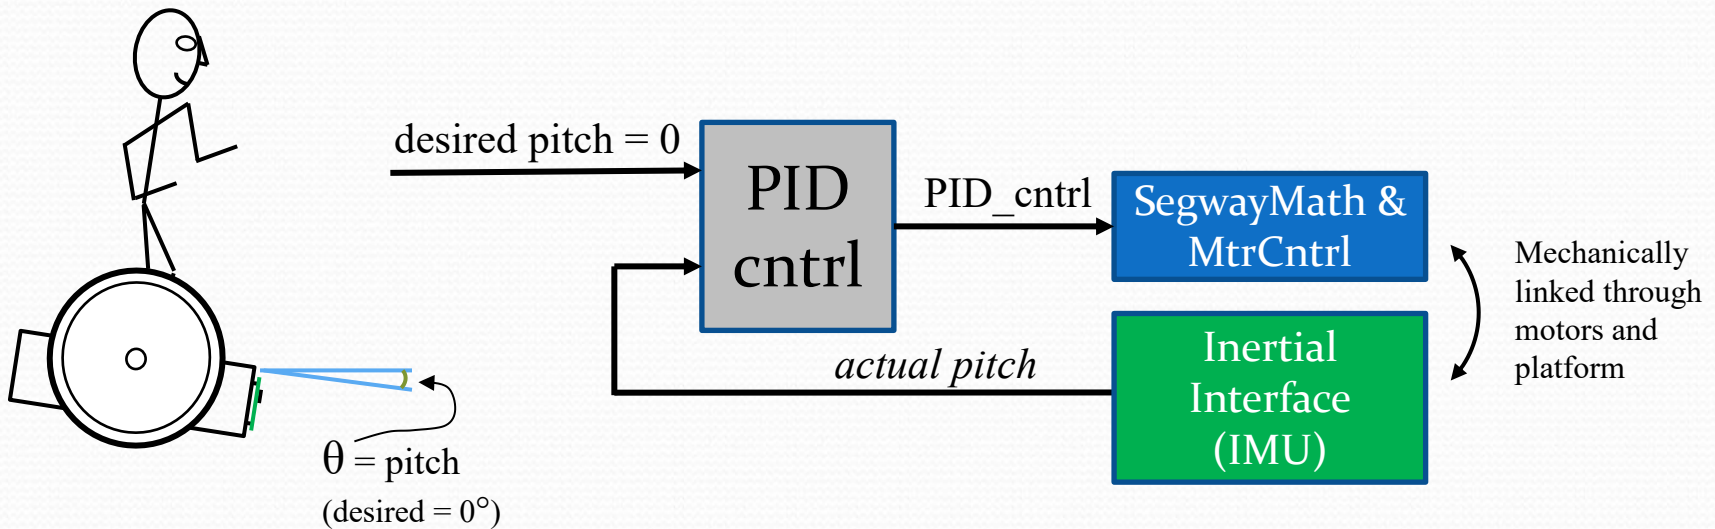 desired pitch = 0
PID
cntrl
PID_cntrl
SegwayMath &
MtrCntrl
Mechanically
linked through
motors and
platform
Inertial
Interface
(IMU)
actual pitch
θ = pitch
(desired = 0°)